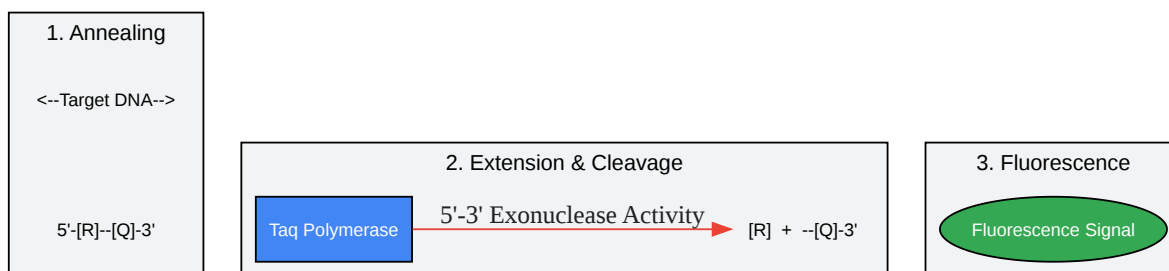 1. Annealing
<--Target DNA-->
5'-[R]--[Q]-3'
2. Extension & Cleavage
Taq Polymerase
5'-3' Exonuclease Activity
[R] + --[Q]-3'
3. Fluorescence
Fluorescence Signal